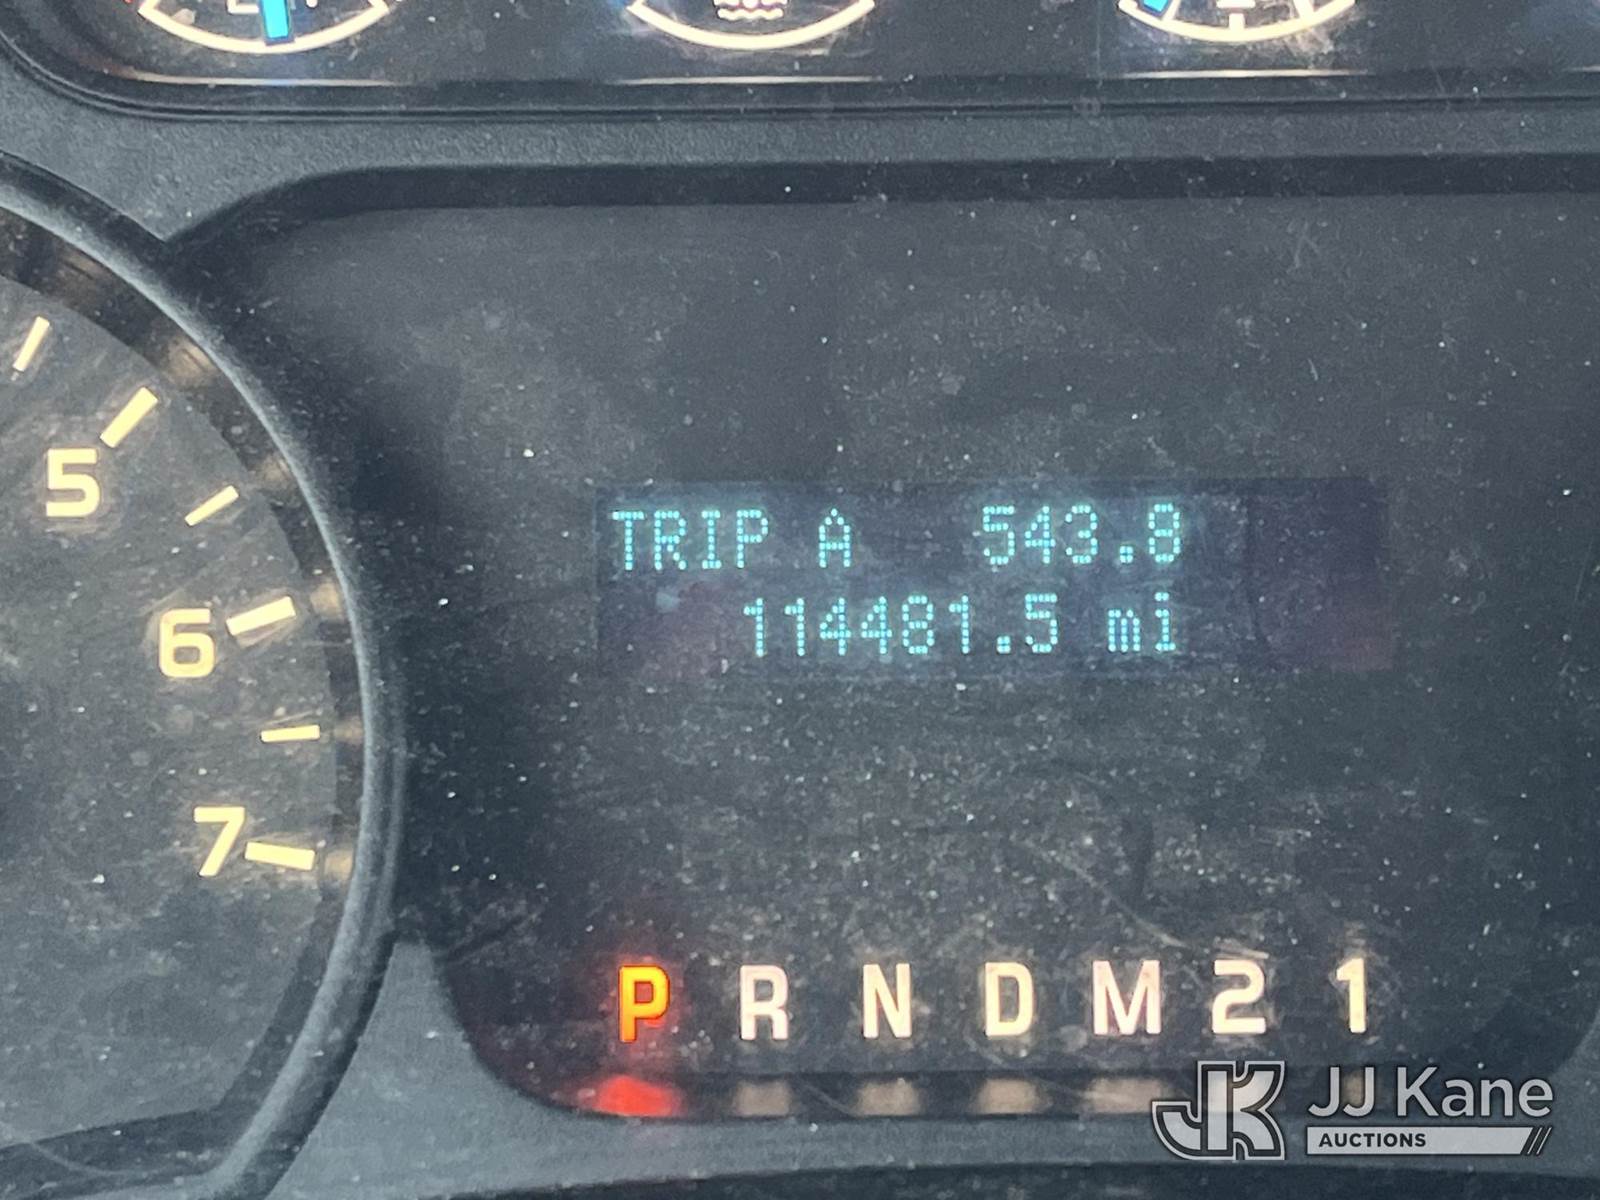 5
6
7
TRIP A 543.8
114481.5 mi
P R N D M 2 1
JJ Kane
AUCTIONS